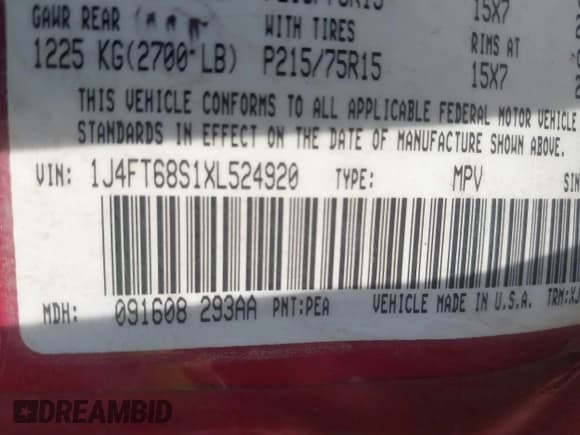 GAWR REAR WITH TIRES 15X7
1225 KG(2700 LB) P215/75R15 RIMS AT
15X7
THIS VEHICLE CONFORMS TO ALL APPLICABLE FEDERAL MOTOR VEHICLE
STANDARDS IN EFFECT ON THE DATE OF MANUFACTURE SHOWN ABOVE.
VIN: 1J4FT68S1XL524920 TYPE: MPV SIN
MDH: 091608 293AA PNT:PEA VEHICLE MADE IN U.S.A. TRM:
DREAMBID